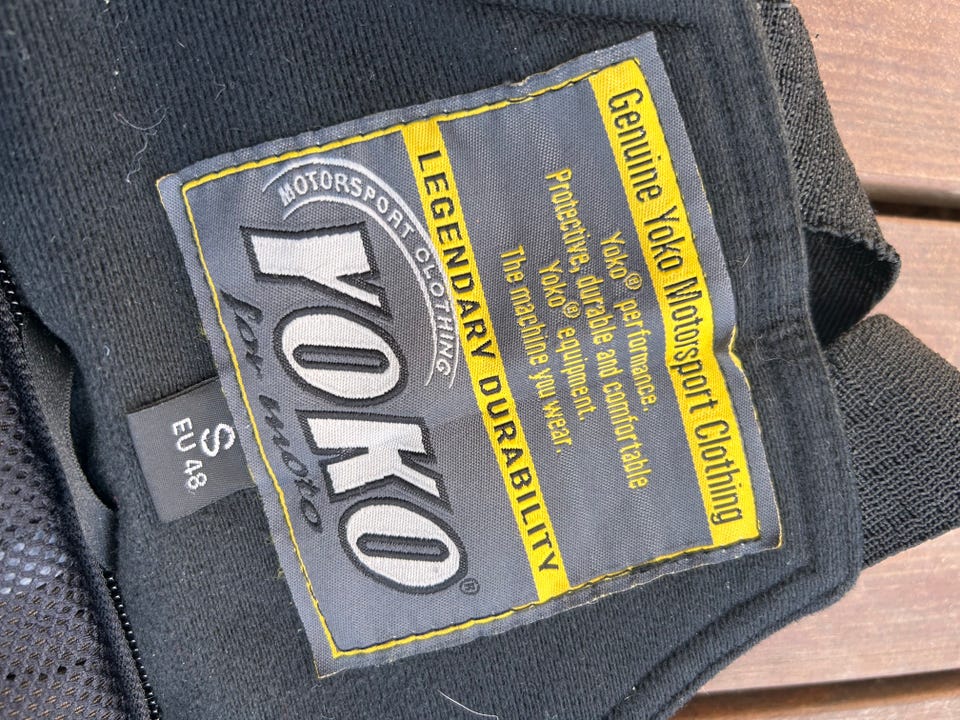 Genuine Yoko Motorsport Clothing
Yoko® performance.
Protective, durable and comfortable
Yoko® equipment.
The machine you wear.
LEGENDARY DURABILITY
MOTORSPORT CLOTHING
YOKO®
for moto
S
EU 48